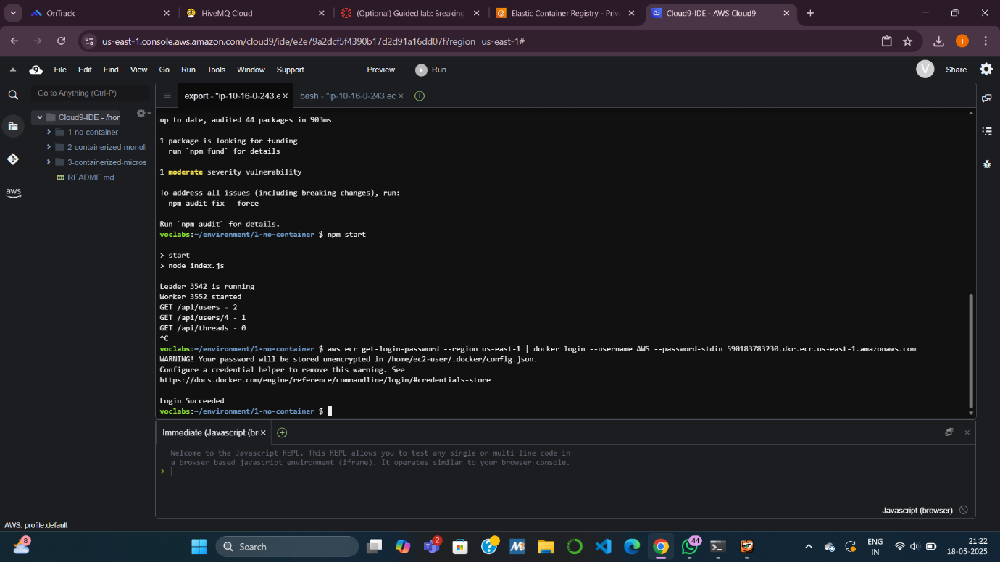 OnTrack
HiveMQ Cloud
(Optional) Guided lab: Breaking
Elastic Container Registry - Priva
Cloud9-IDE - AWS Cloud9
us-east-1.console.aws.amazon.com/cloud9/ide/e2e79a2dcf5f4390b17d2d91a16dd07f?region=us-east-1#
j
9 File Edit Find View Go Run Tools Window Support Preview Run V Share
Go to Anything (Ctrl-P)
export - "ip-10-16-0-243.e
bash - "ip-10-16-0-243.ec
Cloud9-IDE - /hor
1-no-container
2-containerized-monoli
3-containerized-micros
README.md
aws
up to date, audited 44 packages in 903ms
1 package is looking for funding
run `npm fund` for details
1 moderate severity vulnerability
To address all issues (including breaking changes), run:
npm audit fix --force
Run `npm audit` for details.
voclabs:~/environment/1-no-container $ npm start
> start
> node index.js
Leader 3542 is running
Worker 3552 started
GET /api/users - 2
GET /api/users/4 - 1
GET /api/threads - 0
^C
voclabs:~/environment/1-no-container $ aws ecr get-login-password --region us-east-1 | docker login --username AWS --password-stdin 590183783230.dkr.ecr.us-east-1.amazonaws.com
WARNING! Your password will be stored unencrypted in /home/ec2-user/.docker/config.json.
Configure a credential helper to remove this warning. See
https://docs.docker.com/engine/reference/commandline/login/#credentials-store
Login Succeeded
voclabs:~/environment/1-no-container $
Immediate (Javascript (br
Welcome to the Javascript REPL. This REPL allows you to test any single or multi line code in
a browser based javascript environment (iframe). It operates similar to your browser console.
>
Javascript (browser)
AWS: profile:default
8
Search
2
44
ENG
IN
21:22
18-05-2025